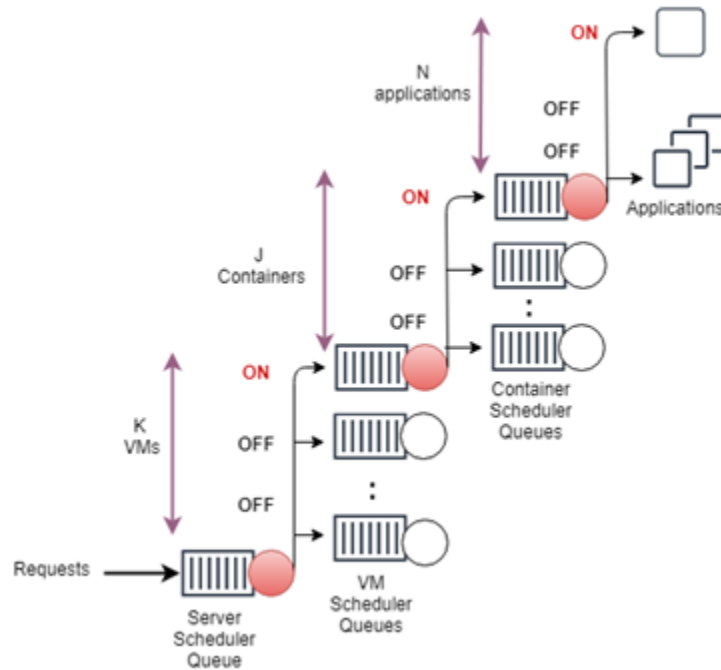 N
applications
ON
OFF
OFF
Applications
J
Containers
ON
OFF
OFF
Container
Scheduler
Queues
K
VMs
ON
OFF
OFF
VM
Scheduler
Queues
Requests
Server
Scheduler
Queue